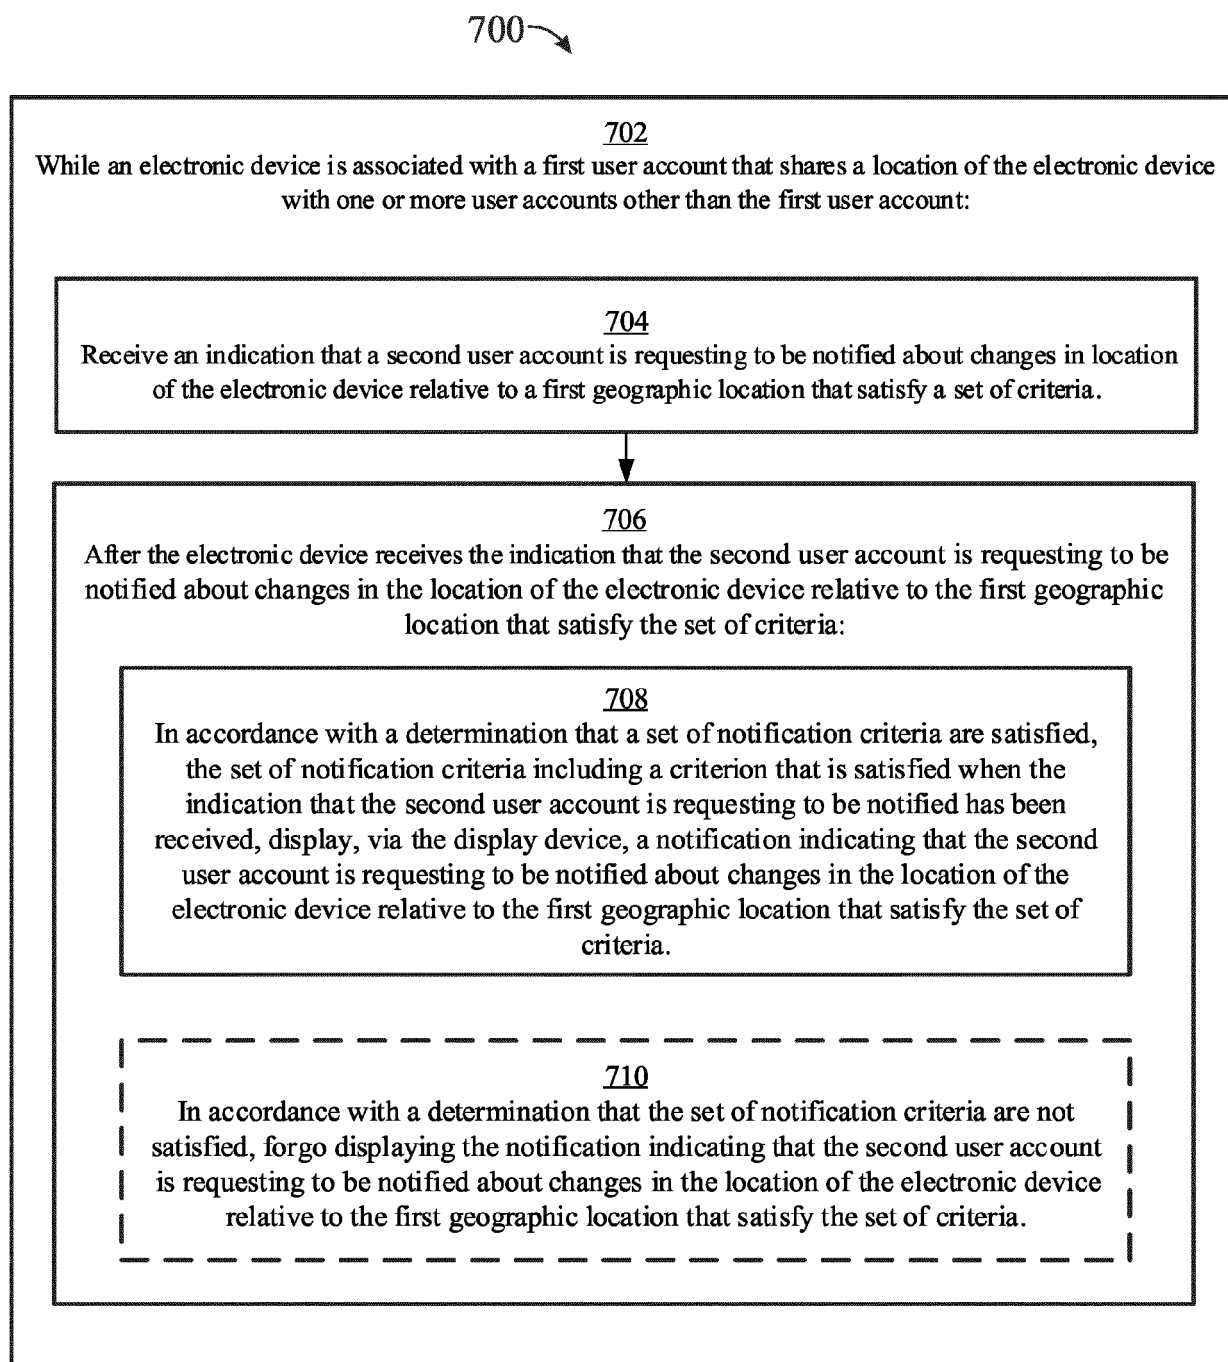 700
702
While an electronic device is associated with a first user account that shares a location of the electronic device
with one or more user accounts other than the first user account:
704
Receive an indication that a second user account is requesting to be notified about changes in location
of the electronic device relative to a first geographic location that satisfy a set of criteria.
706
After the electronic device receives the indication that the second user account is requesting to be
notified about changes in the location of the electronic device relative to the first geographic
location that satisfy the set of criteria:
708
In accordance with a determination that a set of notification criteria are satisfied,
the set of notification criteria including a criterion that is satisfied when the
indication that the second user account is requesting to be notified has been
received, display, via the display device, a notification indicating that the second
user account is requesting to be notified about changes in the location of the
electronic device relative to the first geographic location that satisfy the set of
criteria.
710
In accordance with a determination that the set of notification criteria are not
satisfied, forgo displaying the notification indicating that the second user account
is requesting to be notified about changes in the location of the electronic device
relative to the first geographic location that satisfy the set of criteria.